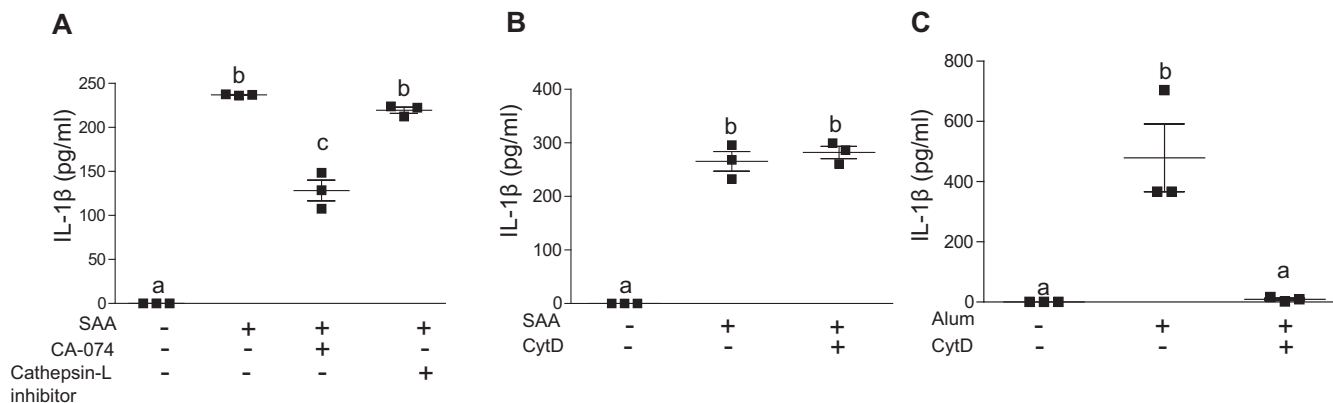 A
IL-1β (pg/ml)
250
200
150
100
50
0
a
b
c
b
SAA - + + +
CA-074 - - + -
Cathepsin-L - - - +
inhibitor
B
IL-1β (pg/ml)
400
300
200
100
0
a
b
b
SAA - + +
CytD - - +
C
IL-1β (pg/ml)
800
600
400
200
0
a
b
a
Alum - + +
CytD - - +